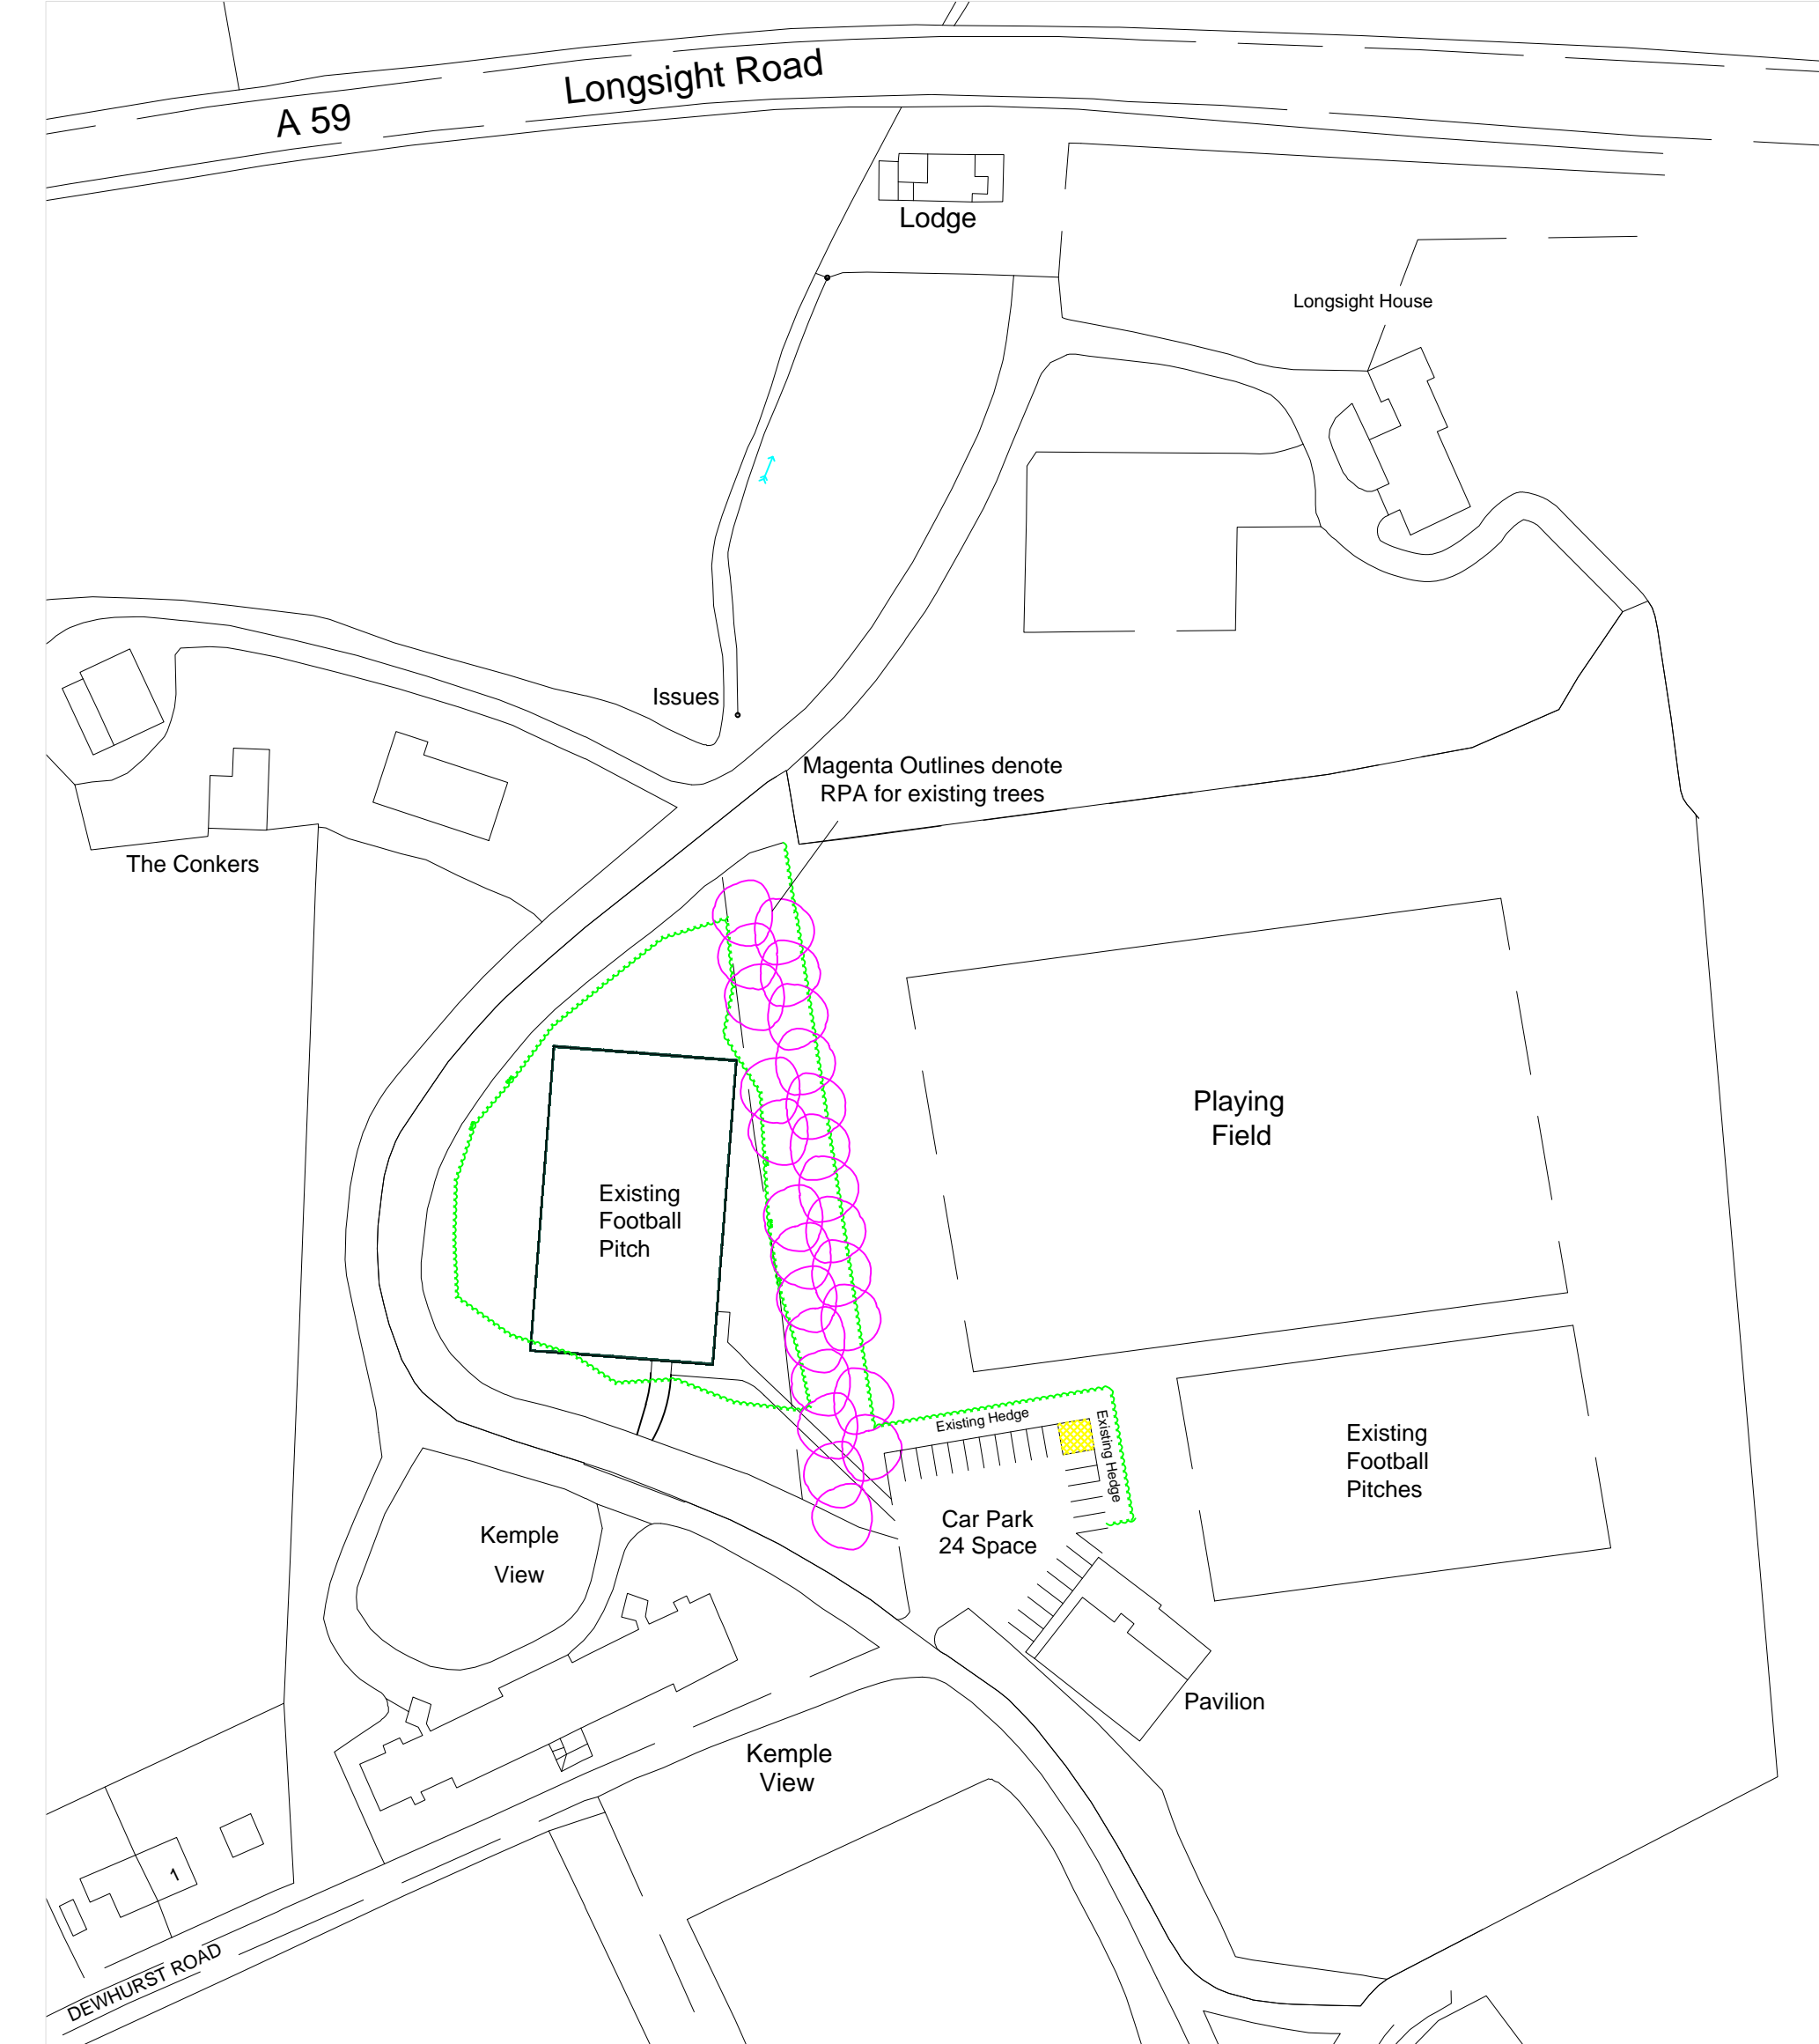 Longsight Road
A 59
Lodge
Longsight House
Issues
Magenta Outlines denote
RPA for existing trees
The Conkers
Playing
Field
Existing
Football
Pitch
Existing Hedge
Existing Hedge
Existing
Football
Pitches
Car Park
24 Space
Kemple
View
Pavilion
Kemple
View
1
DEWHURST ROAD